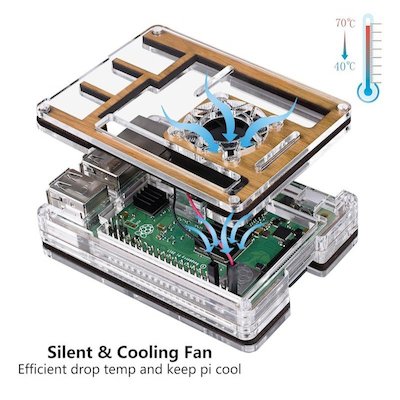 70℃
40℃
Silent & Cooling Fan
Efficient drop temp and keep pi cool